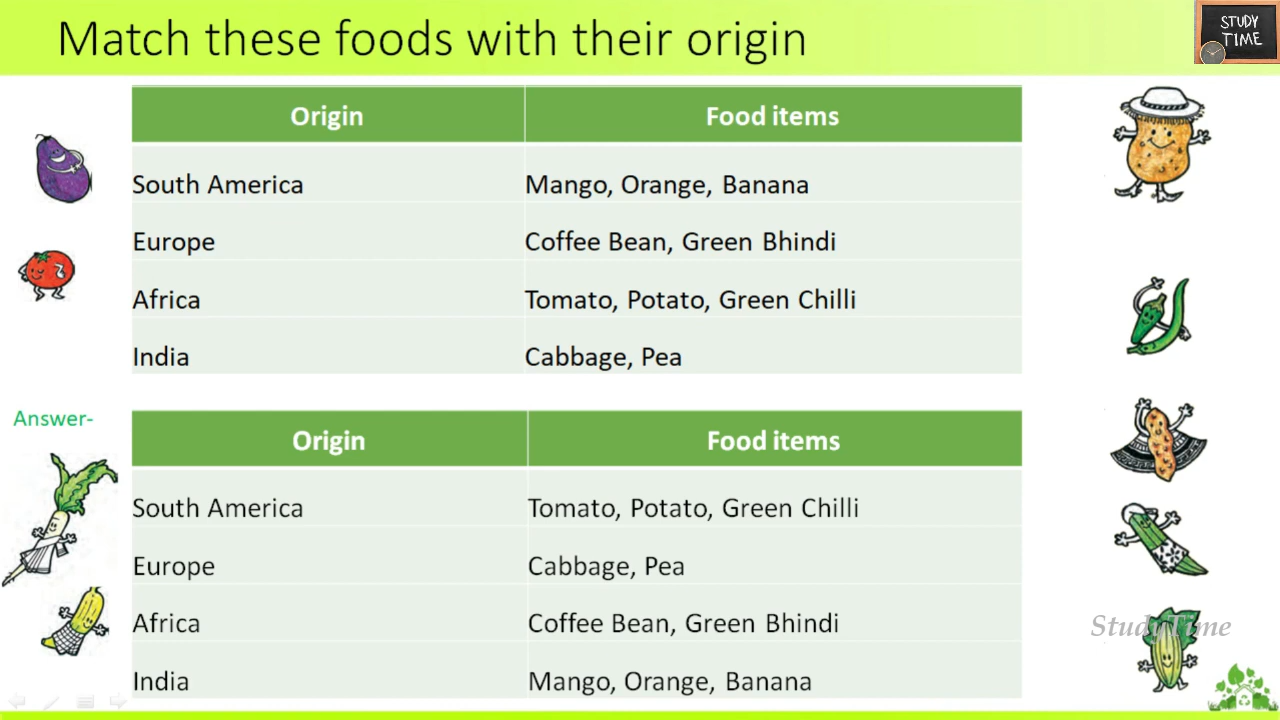 Match these foods with their origin
STUDY
TIME
Origin Food items
South America Mango, Orange, Banana
Europe Coffee Bean, Green Bhindi
Africa Tomato, Potato, Green Chilli
India Cabbage, Pea
Answer-
Origin Food items
South America Tomato, Potato, Green Chilli
Europe Cabbage, Pea
Africa Coffee Bean, Green Bhindi
India Mango, Orange, Banana
StudyTime